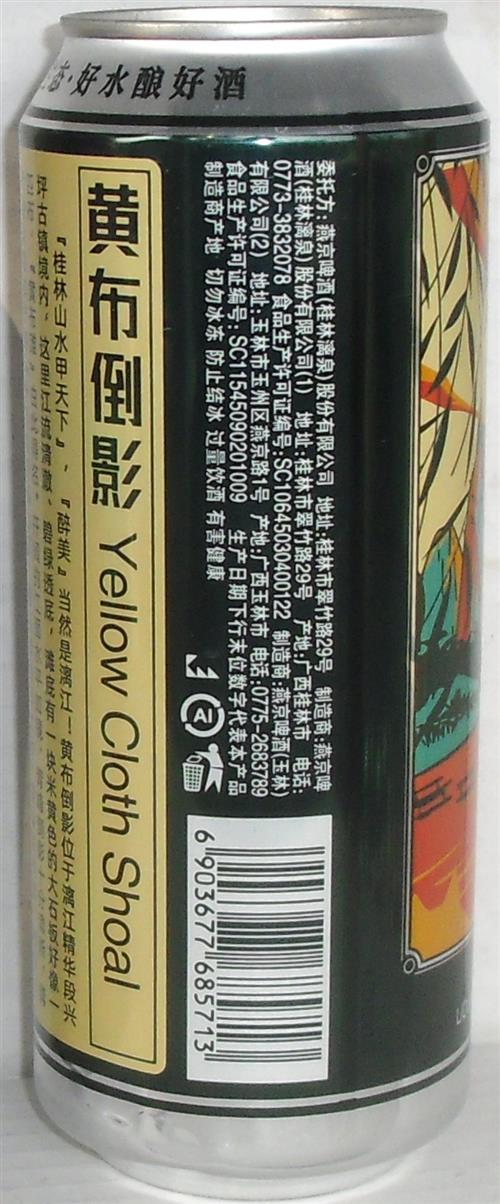 好水酿好酒
黄布倒影 Yellow Cloth Shoal
『桂林山水甲天下』，『醉美』当然是漓江！黄布倒影位于漓江精华段兴
坪古镇境内，这里江流清澈、碧绿透底，滩底有一块米黄色的大石板好像一
委托方:燕京啤酒(桂林漓泉)股份有限公司 地址:桂林市翠竹路29号 制造商:燕京啤
酒(桂林漓泉)股份有限公司(1) 地址:桂林市翠竹路29号 产地:广西桂林市 电话:
0773-3832078 食品生产许可证编号:SC10645030400122 制造商:燕京啤酒(玉林)
有限公司(2) 地址:玉林市玉州区燕京路1号 产地:广西玉林市 电话:0775-2683789
食品生产许可证编号:SC11545090201009 生产日期下行末位数字代表本产品
制造商产地 切勿冰冻 防止结冰 过量饮酒 有害健康
6 903677 685713